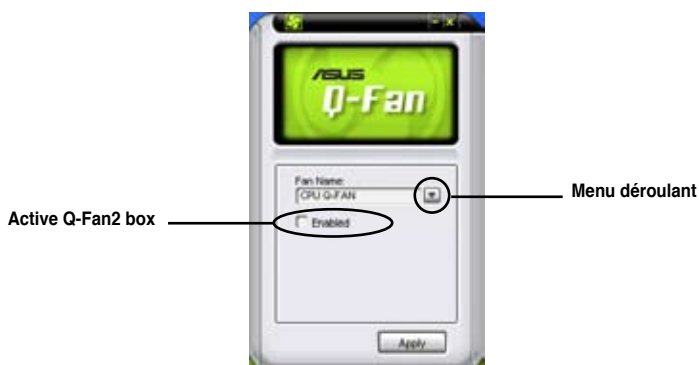 ASUS
Q-Fan
Fan Name:
CPU Q-FAN
Menu déroulant
Active Q-Fan2 box
Enabled
Apply